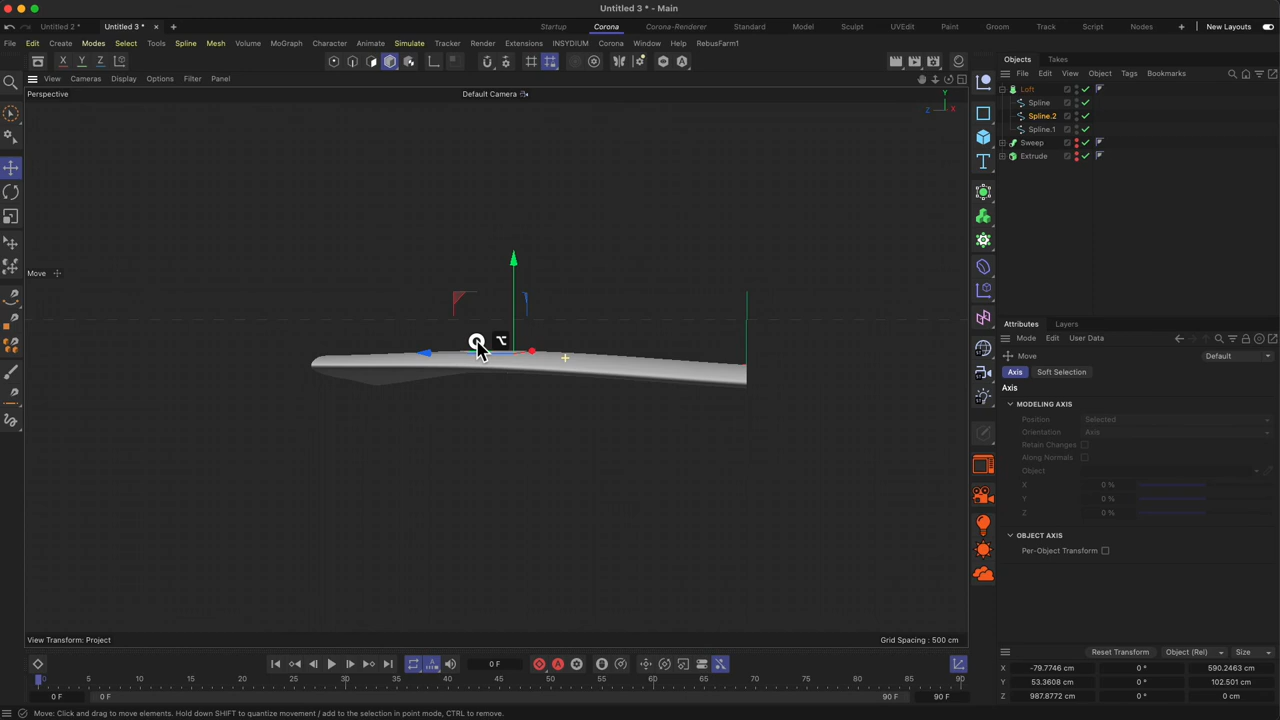 Untitled 3 * - Main
Untitled 2 *
Untitled 3 *
Startup
Corona
Corona-Renderer
Standard
Model
Sculpt
UVEdit
Paint
Groom
Track
Script
Nodes
New Layouts
File Edit Create Modes Select Tools Spline Mesh Volume MoGraph Character Animate Simulate Tracker Render Extensions INSYDIUM Corona Window Help RebusFarm1
X Y Z
Objects Takes
File Edit View Object Tags Bookmarks
View Cameras Display Options Filter Panel
Perspective
Default Camera
Y
Z X
Loft
Spline
Spline.2
Spline.1
Sweep
Extrude
Move
Attributes Layers
Mode Edit User Data
Move
Default
Axis Soft Selection
Axis
MODELING AXIS
Position Selected
Orientation Axis
Retain Changes
Along Normals
Object
X 0 %
Y 0 %
Z 0 %
OBJECT AXIS
Per-Object Transform
ST
ST
ST
View Transform: Project
Grid Spacing : 500 cm
0 F
0 5 10 15 20 25 30 35 40 45 50 55 60 65 70 75 80 85 90
0 F 0 F 90 F 90 F
Reset Transform Object (Rel) Size
X -79.7746 cm 0 ° 590.2463 cm
Y 53.3608 cm 0 ° 102.501 cm
Z 987.8772 cm 0 ° 0 cm
Move: Click and drag to move elements. Hold down SHIFT to quantize movement / add to the selection in point mode, CTRL to remove.